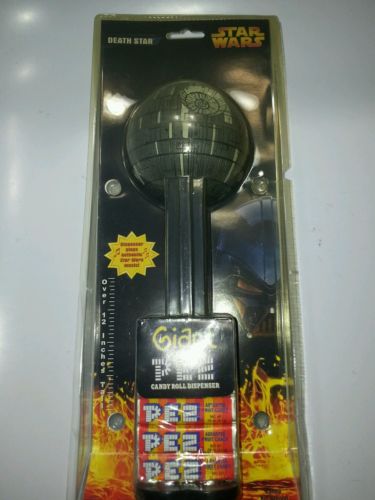 DEATH STAR
STAR
WARS
Dispenser
plays
authentic
Star Wars
music!
Over 12 Inches Tall
Giant
PEZ
CANDY ROLL DISPENSER
PEZ
PEZ
PEZ